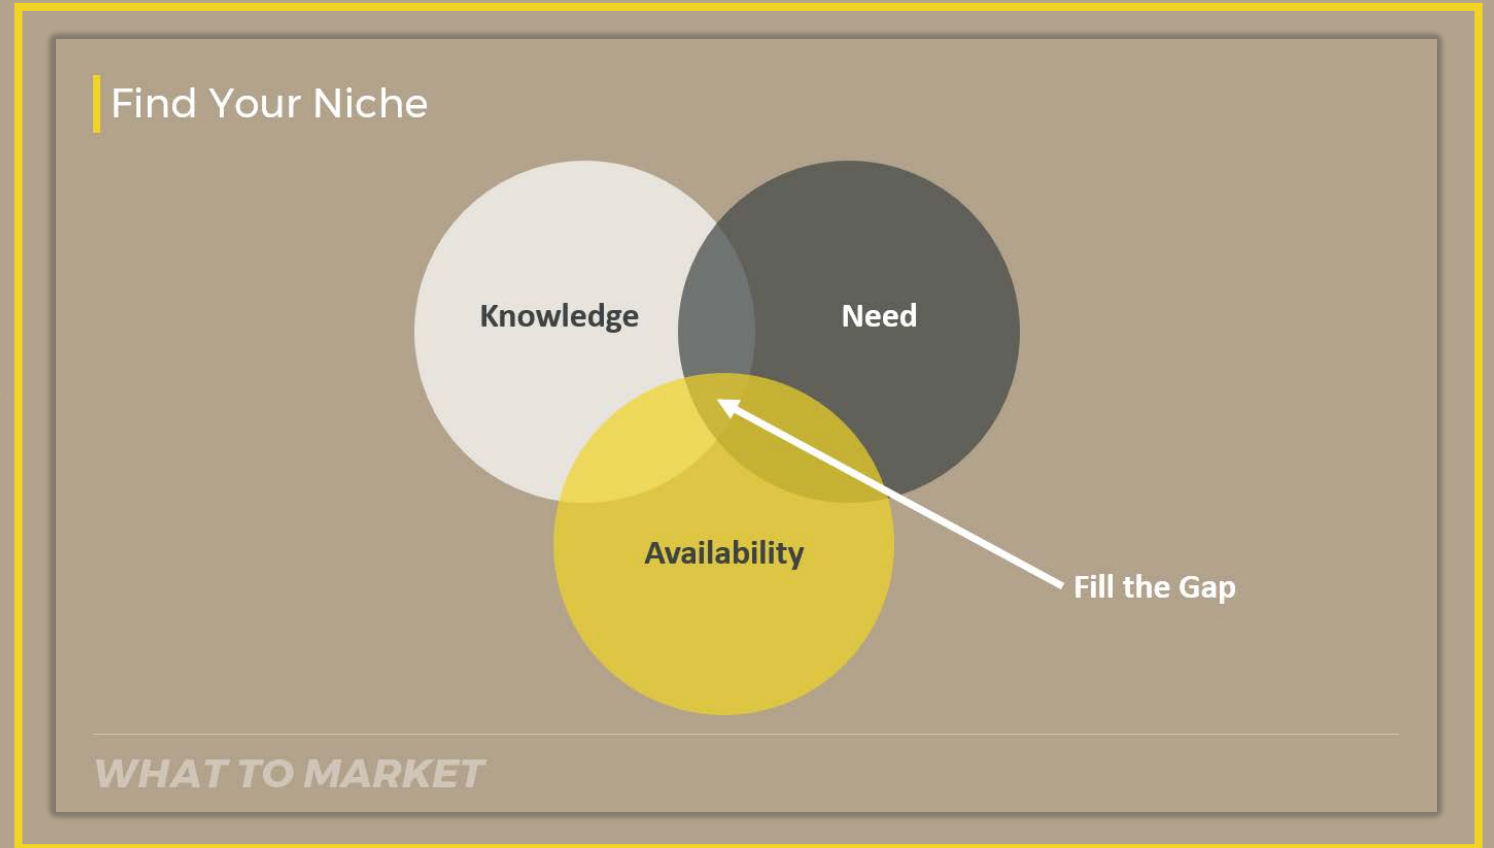 Find Your Niche
Knowledge
Need
Availability
Fill the Gap
WHAT TO MARKET